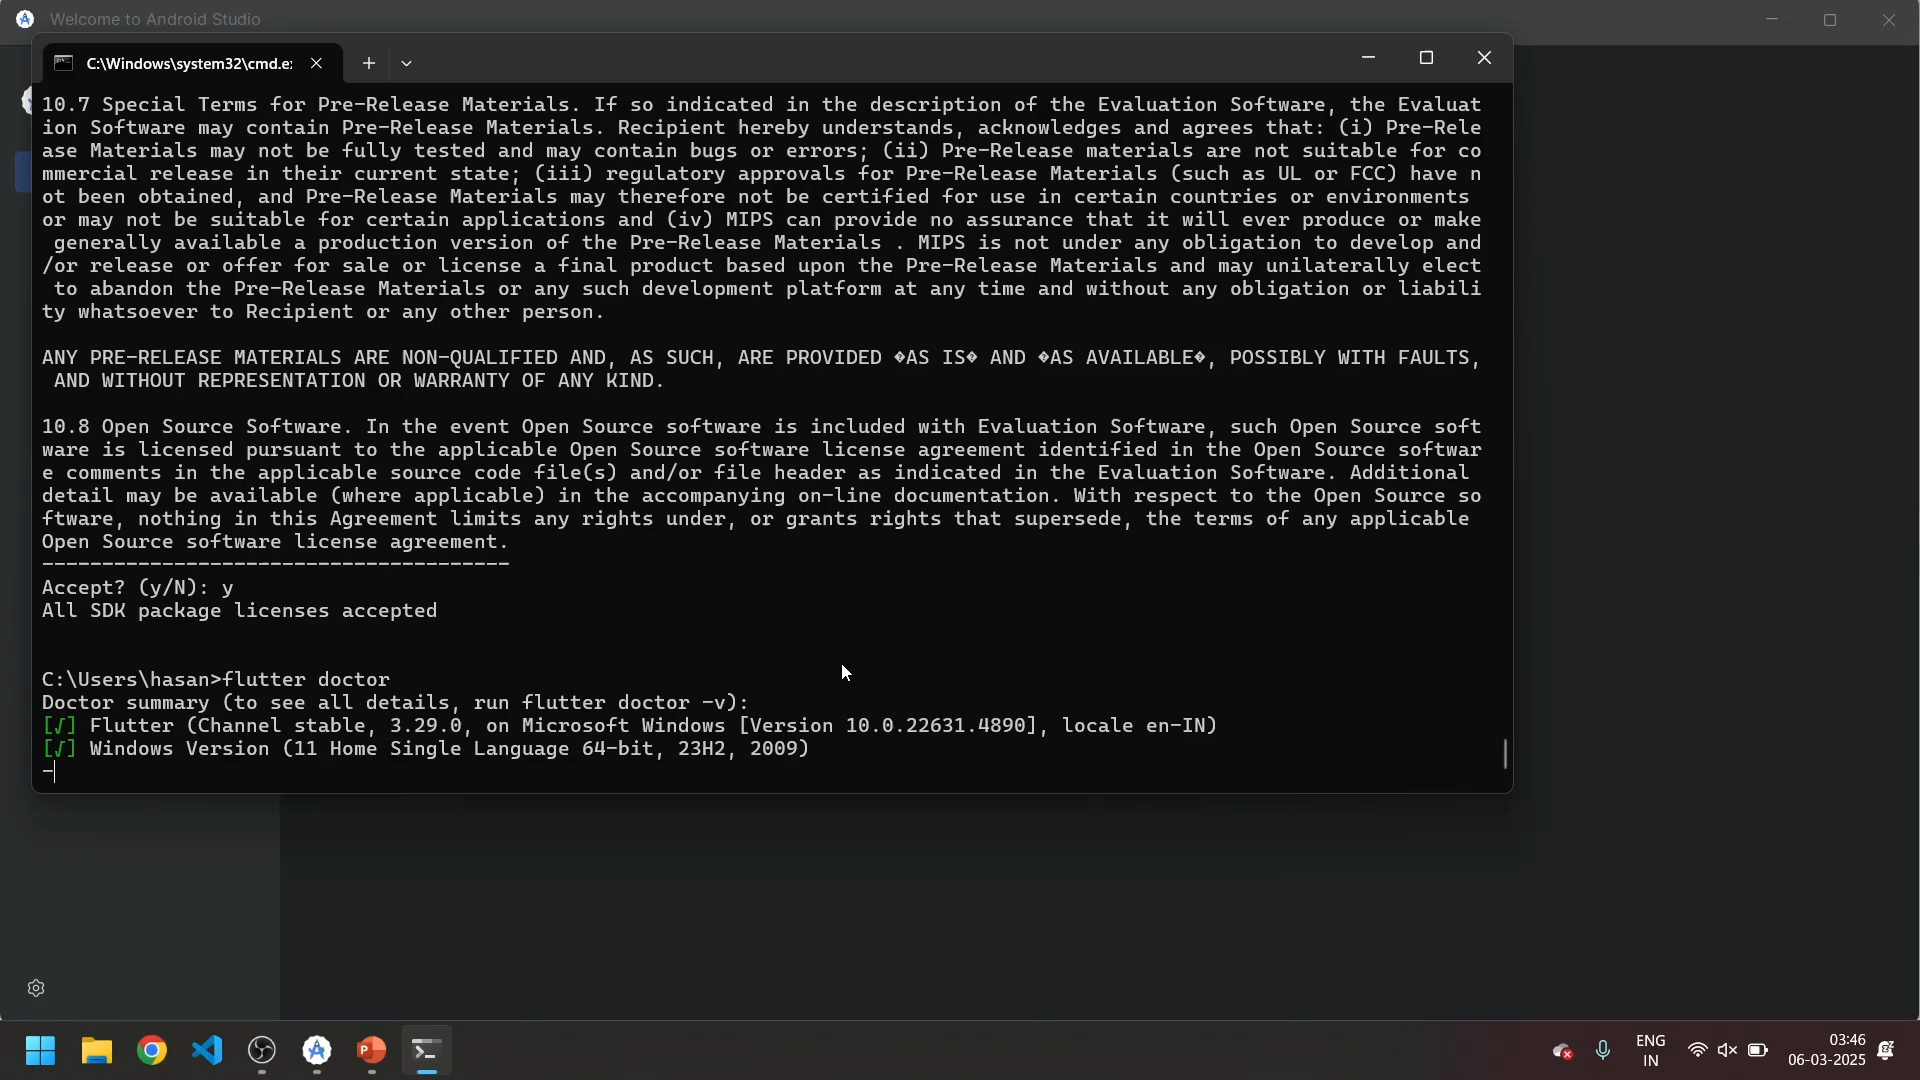 Welcome to Android Studio
C:\Windows\system32\cmd.e:
10.7 Special Terms for Pre-Release Materials. If so indicated in the description of the Evaluation Software, the Evaluat
ion Software may contain Pre-Release Materials. Recipient hereby understands, acknowledges and agrees that: (i) Pre-Rele
ase Materials may not be fully tested and may contain bugs or errors; (ii) Pre-Release materials are not suitable for co
mmercial release in their current state; (iii) regulatory approvals for Pre-Release Materials (such as UL or FCC) have n
ot been obtained, and Pre-Release Materials may therefore not be certified for use in certain countries or environments
or may not be suitable for certain applications and (iv) MIPS can provide no assurance that it will ever produce or make
generally available a production version of the Pre-Release Materials . MIPS is not under any obligation to develop and
/or release or offer for sale or license a final product based upon the Pre-Release Materials and may unilaterally elect
to abandon the Pre-Release Materials or any such development platform at any time and without any obligation or liabili
ty whatsoever to Recipient or any other person.
ANY PRE-RELEASE MATERIALS ARE NON-QUALIFIED AND, AS SUCH, ARE PROVIDED �AS IS� AND �AS AVAILABLE�, POSSIBLY WITH FAULTS,
AND WITHOUT REPRESENTATION OR WARRANTY OF ANY KIND.
10.8 Open Source Software. In the event Open Source software is included with Evaluation Software, such Open Source soft
ware is licensed pursuant to the applicable Open Source software license agreement identified in the Open Source softwar
e comments in the applicable source code file(s) and/or file header as indicated in the Evaluation Software. Additional
detail may be available (where applicable) in the accompanying on-line documentation. With respect to the Open Source so
ftware, nothing in this Agreement limits any rights under, or grants rights that supersede, the terms of any applicable
Open Source software license agreement.
---------------------------------------
Accept? (y/N): y
All SDK package licenses accepted
C:\Users\hasan>flutter doctor
Doctor summary (to see all details, run flutter doctor -v):
[√] Flutter (Channel stable, 3.29.0, on Microsoft Windows [Version 10.0.22631.4890], locale en-IN)
[√] Windows Version (11 Home Single Language 64-bit, 23H2, 2009)
-
ENG
IN
03:46
06-03-2025